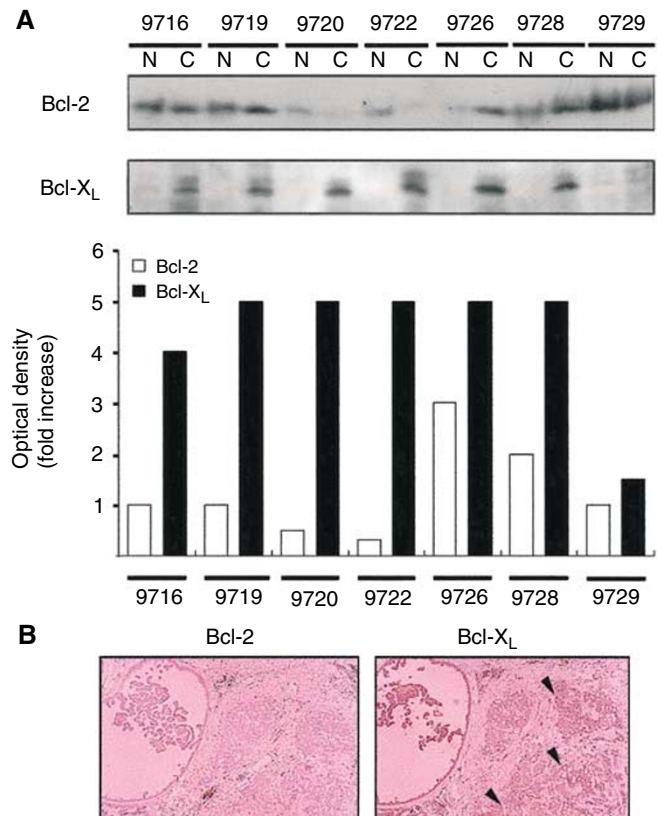 A
9716 9719 9720 9722 9726 9728 9729
N C N C N C N C N C N C N C
Bcl-2
Bcl-XL
6
5
4
3
2
1
Optical density
(fold increase)
Bcl-2
Bcl-XL
9716 9719 9720 9722 9726 9728 9729
B
Bcl-2 Bcl-XL